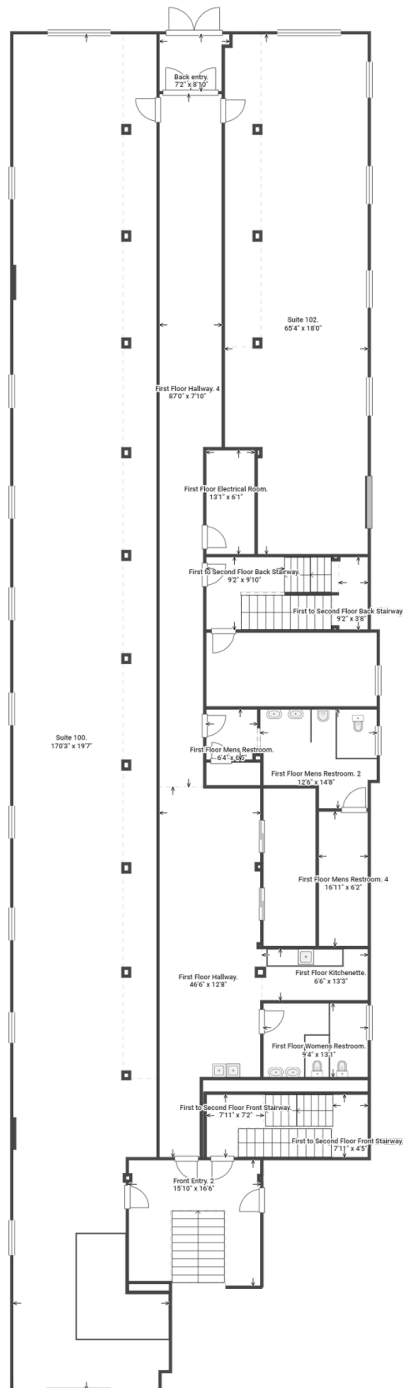 Back entry.
7'2" x 8'10"
Suite 102.
65'4" x 18'0"
First Floor Hallway. 4
87'0" x 7'10"
First Floor Electrical Room.
13'1" x 6'1"
First to Second Floor Back Stairway.
9'2" x 9'10"
First to Second Floor Back Stairway
9'2" x 3'8"
Suite 100.
170'3" x 19'7"
First Floor Mens Restroom.
6'4" x 6'5"
First Floor Mens Restroom. 2
12'6" x 14'8"
First Floor Mens Restroom. 4
16'11" x 6'2"
First Floor Hallway.
46'6" x 12'8"
First Floor Kitchenette.
6'6" x 13'3"
First Floor Womens Restroom.
9'4" x 13'1"
First to Second Floor Front Stairway.
7'11" x 7'2"
First to Second Floor Front Stairway.
7'11" x 4'5"
Front Entry. 2
15'10" x 16'6"